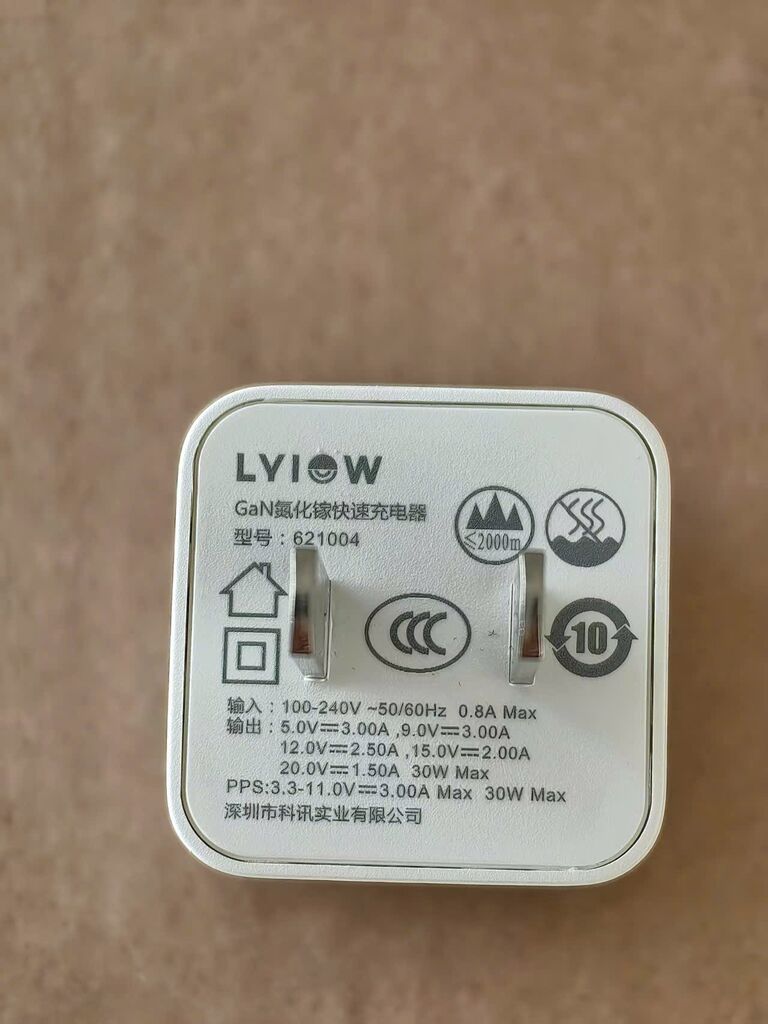 LYIOW
GaN氮化镓快速充电器
型号：621004
≤2000m
CCC
10
输入：100-240V ~50/60Hz 0.8A Max
输出：5.0V⎓3.00A ,9.0V⎓3.00A
12.0V⎓2.50A ,15.0V⎓2.00A
20.0V⎓1.50A 30W Max
PPS:3.3-11.0V⎓3.00A Max 30W Max
深圳市科讯实业有限公司